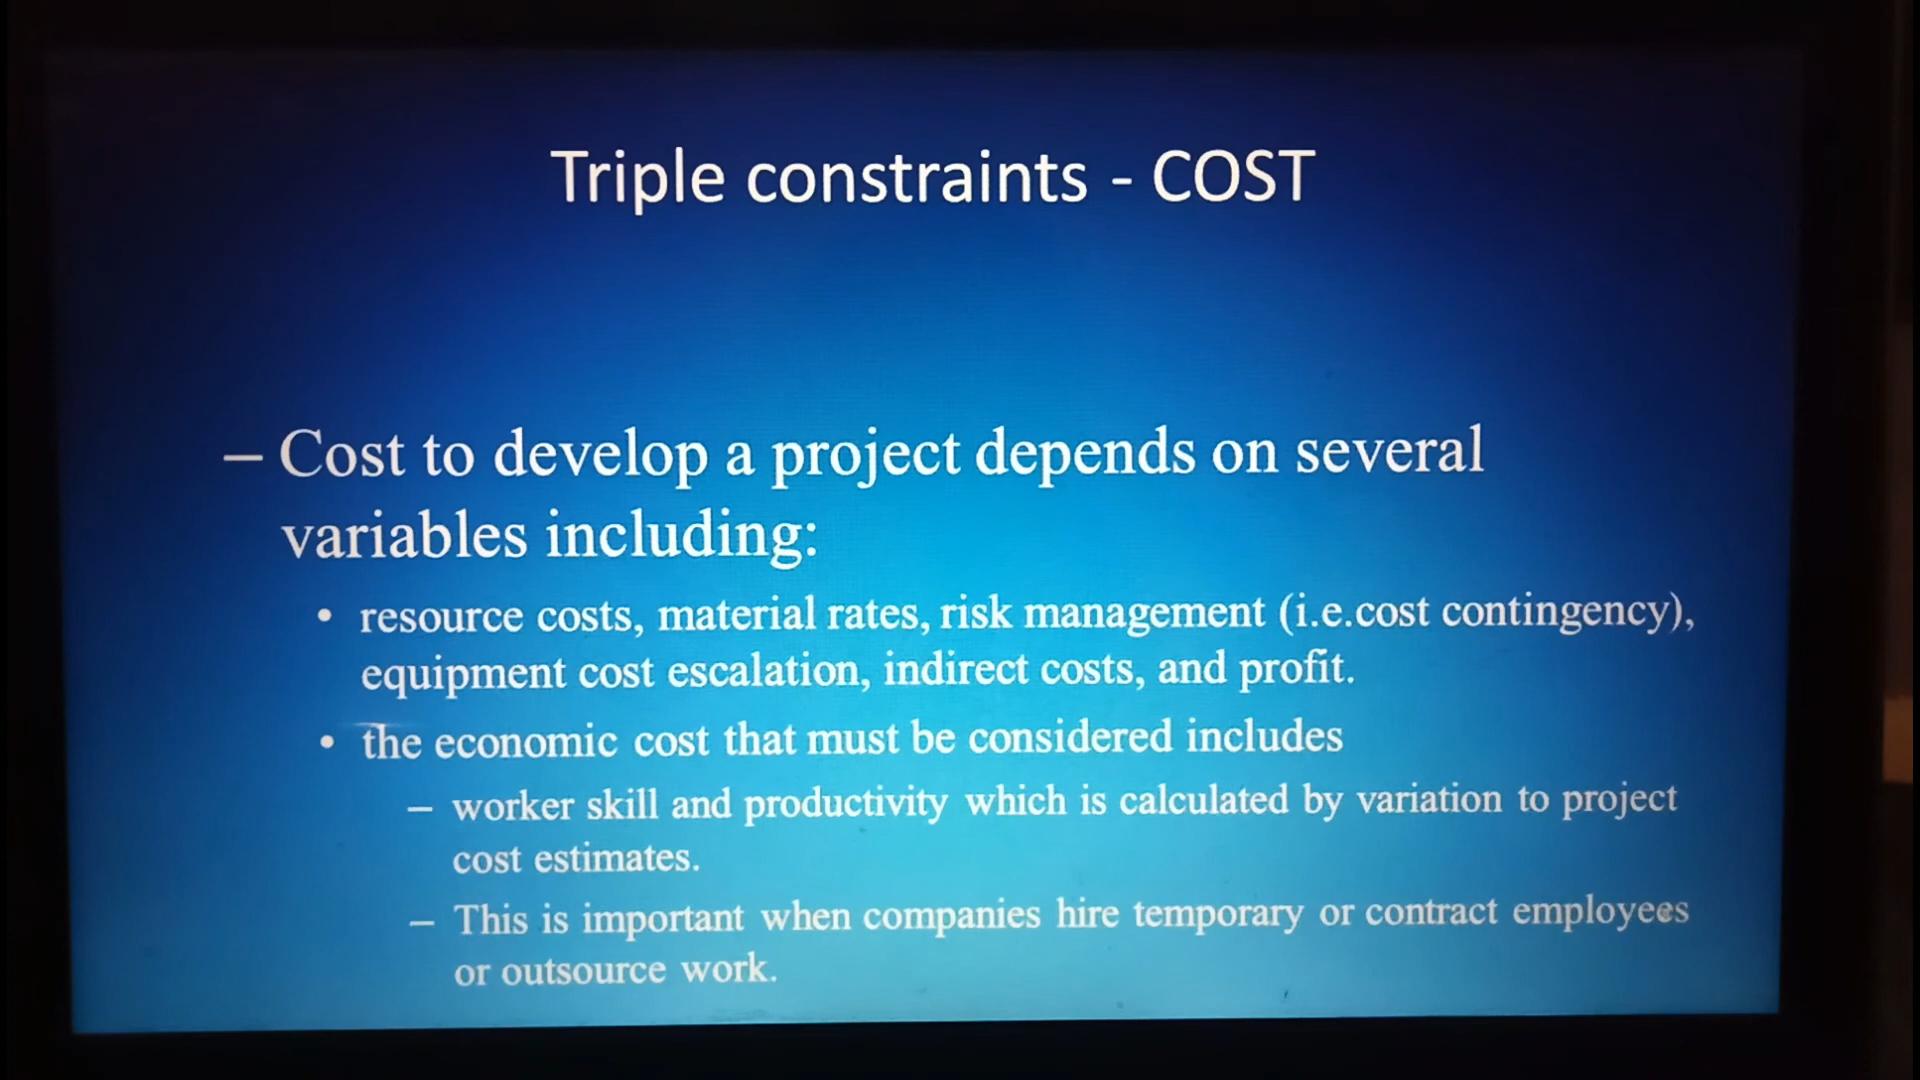 Triple constraints - COST
– Cost to develop a project depends on several
variables including:
• resource costs, material rates, risk management (i.e.cost contingency),
equipment cost escalation, indirect costs, and profit.
• the economic cost that must be considered includes
– worker skill and productivity which is calculated by variation to project
cost estimates.
– This is important when companies hire temporary or contract employees
or outsource work.